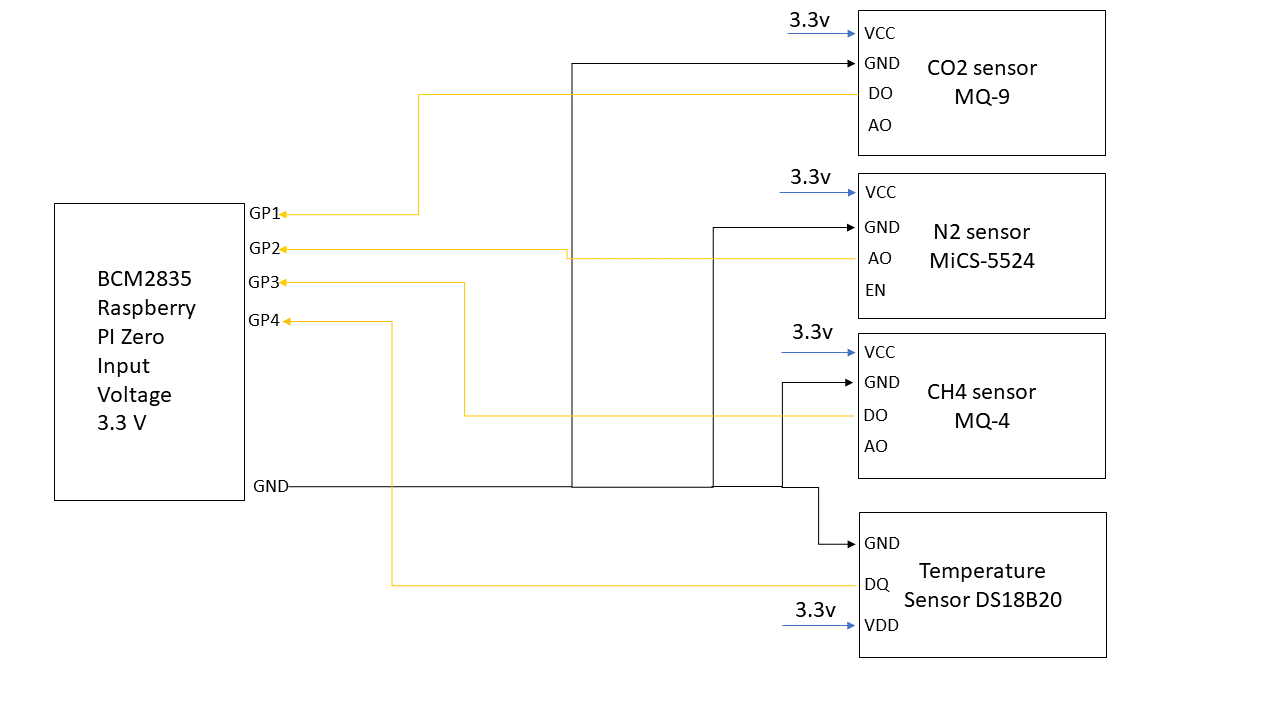 3.3v
VCC
GND
DO
AO
CO2 sensor
MQ-9
3.3v
VCC
GND
AO
EN
N2 sensor
MiCS-5524
GP1
GP2
GP3
GP4
GND
BCM2835
Raspberry
PI Zero
Input
Voltage
3.3 V
3.3v
VCC
GND
DO
AO
CH4 sensor
MQ-4
GND
DQ
VDD
3.3v
Temperature
Sensor DS18B20